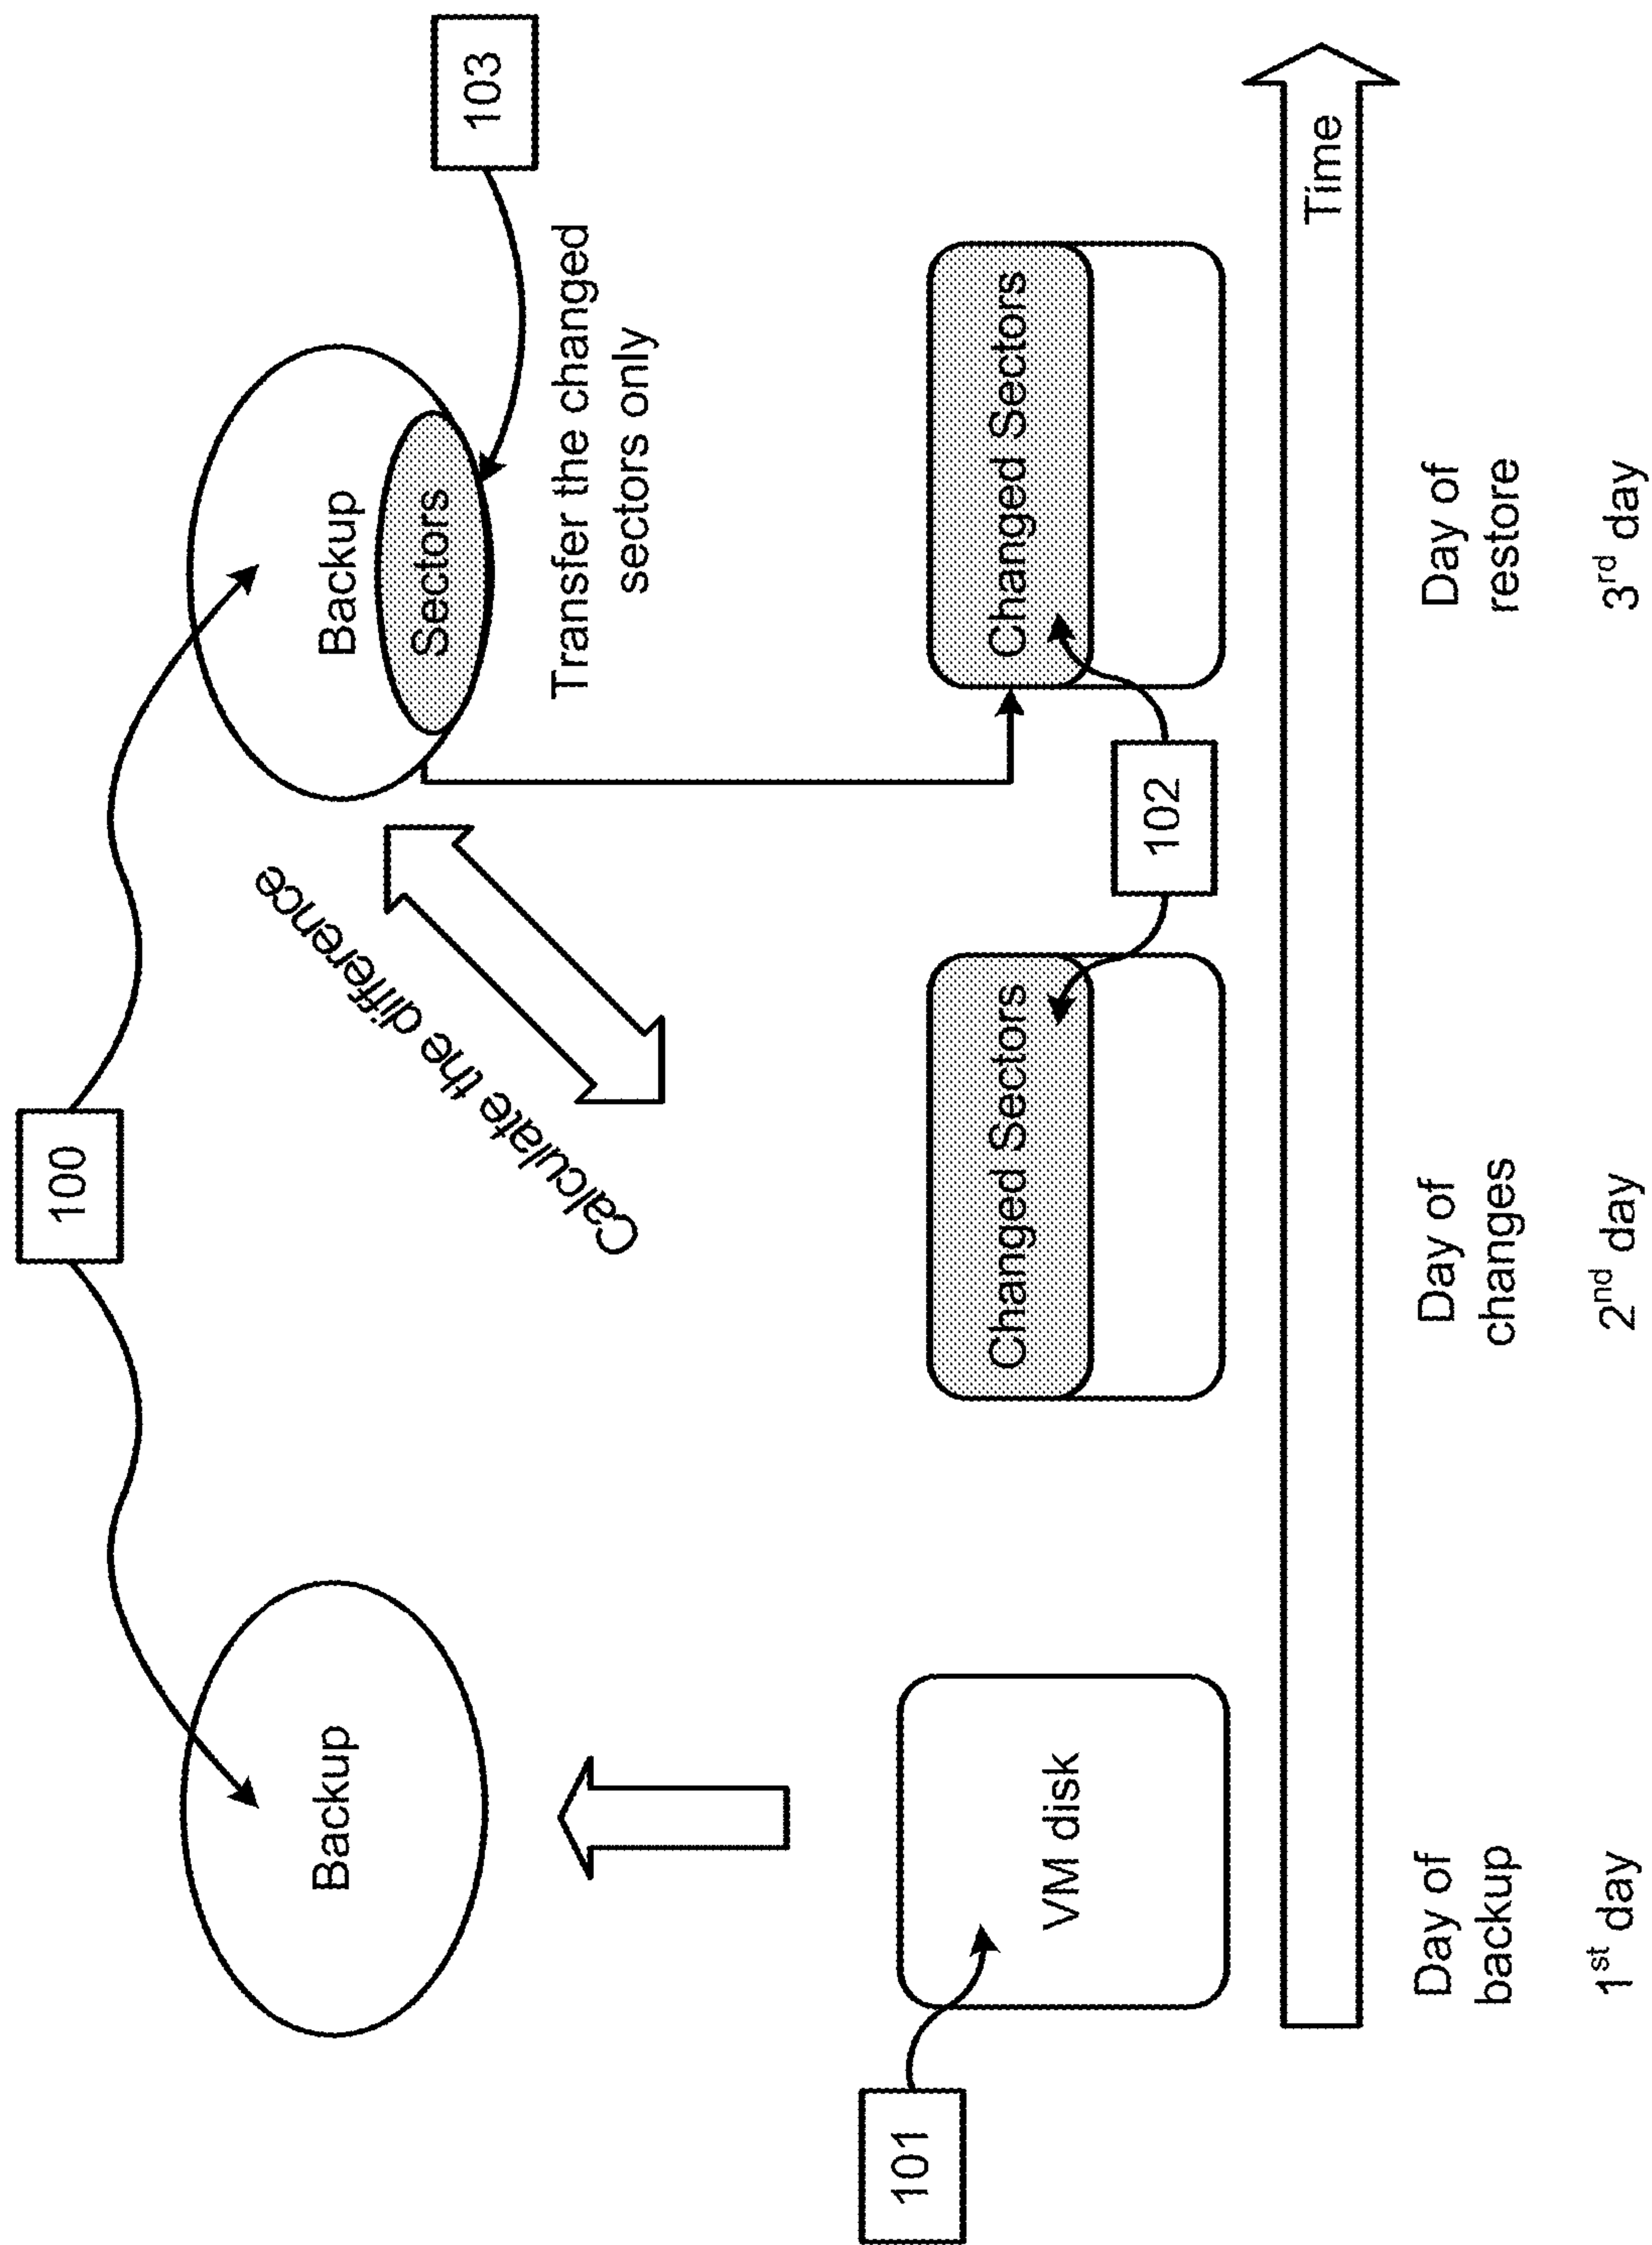 100
103
Backup
Backup
Sectors
Calculate the difference
Transfer the changed
sectors only
101
VM disk
Changed Sectors
102
Changed Sectors
Time
Day of
backup
Day of
changes
Day of
restore
1st day
2nd day
3rd day